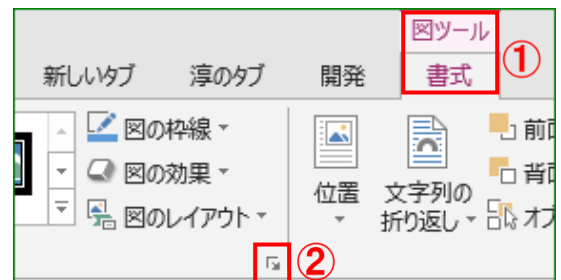 図ツール
①
新しいタブ 淳のタブ 開発 書式
図の枠線
図の効果
図のレイアウト
位置
文字列の
折り返し
前面
背面
オブ
②